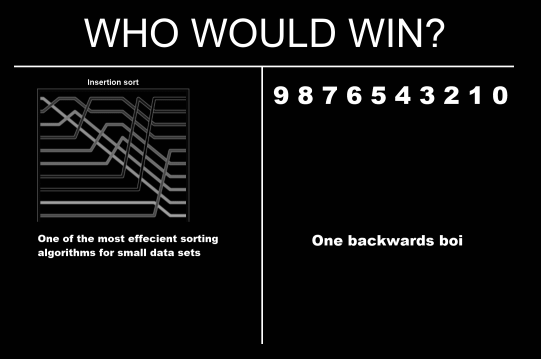 WHO WOULD WIN?
Insertion sort
One of the most effecient sorting
algorithms for small data sets
9 8 7 6 5 4 3 2 1 0
One backwards boi